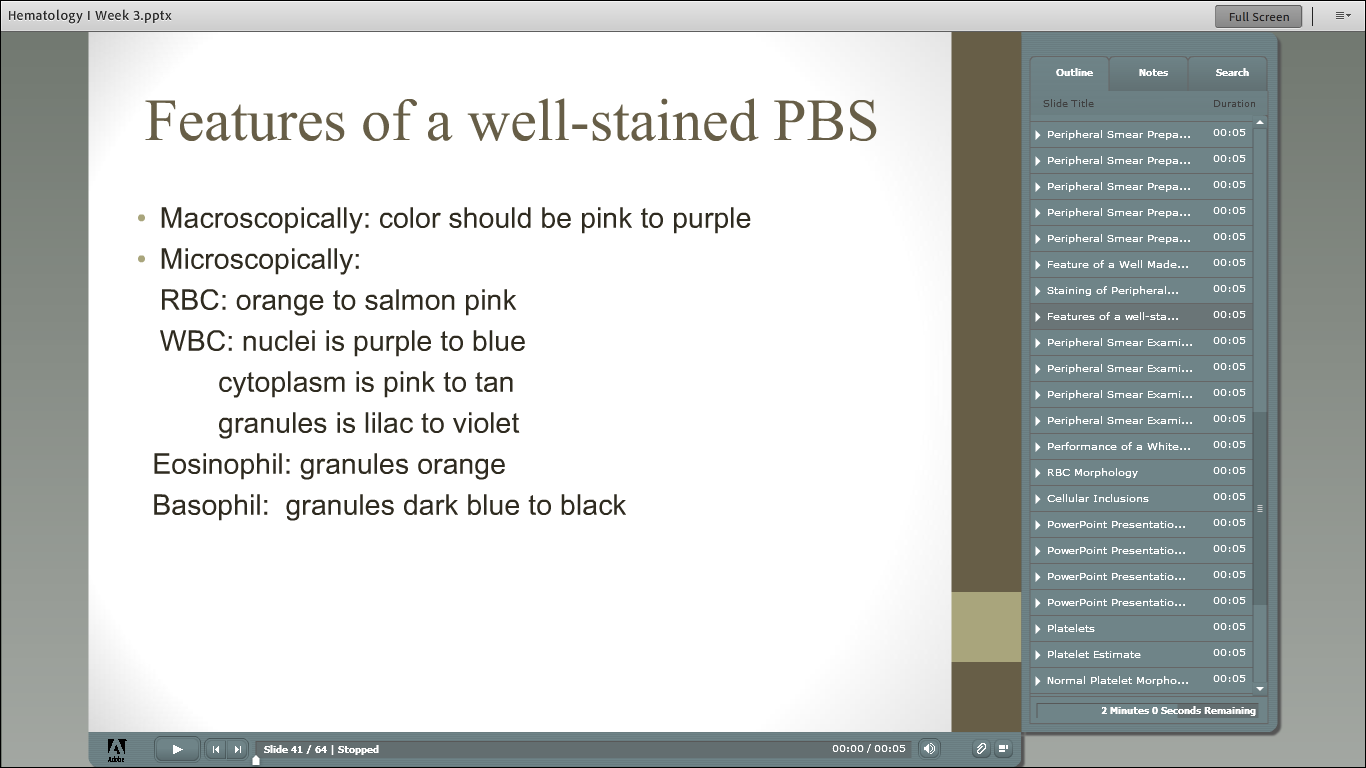 Hematology I Week 3.pptx
Full Screen
Features of a well-stained PBS
• Macroscopically: color should be pink to purple
• Microscopically:
RBC: orange to salmon pink
WBC: nuclei is purple to blue
cytoplasm is pink to tan
granules is lilac to violet
Eosinophil: granules orange
Basophil: granules dark blue to black
Outline Notes Search
Slide Title Duration
Peripheral Smear Prepa... 00:05
Peripheral Smear Prepa... 00:05
Peripheral Smear Prepa... 00:05
Peripheral Smear Prepa... 00:05
Peripheral Smear Prepa... 00:05
Feature of a Well Made... 00:05
Staining of Peripheral... 00:05
Features of a well-sta... 00:05
Peripheral Smear Exami... 00:05
Peripheral Smear Exami... 00:05
Peripheral Smear Exami... 00:05
Peripheral Smear Exami... 00:05
Performance of a White... 00:05
RBC Morphology 00:05
Cellular Inclusions 00:05
PowerPoint Presentatio... 00:05
PowerPoint Presentatio... 00:05
PowerPoint Presentatio... 00:05
PowerPoint Presentatio... 00:05
Platelets 00:05
Platelet Estimate 00:05
Normal Platelet Morpho... 00:05
2 Minutes 0 Seconds Remaining
Adobe
Slide 41 / 64 | Stopped
00:00 / 00:05